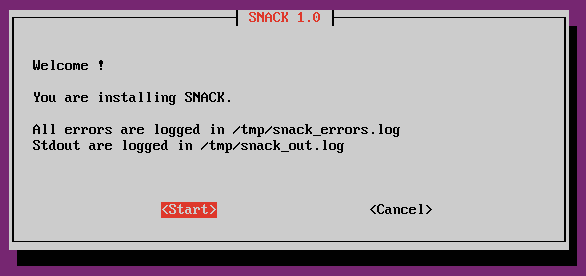 SNACK 1.0
Welcome !
You are installing SNACK.
All errors are logged in /tmp/snack_errors.log
Stdout are logged in /tmp/snack_out.log
<Start> <Cancel>